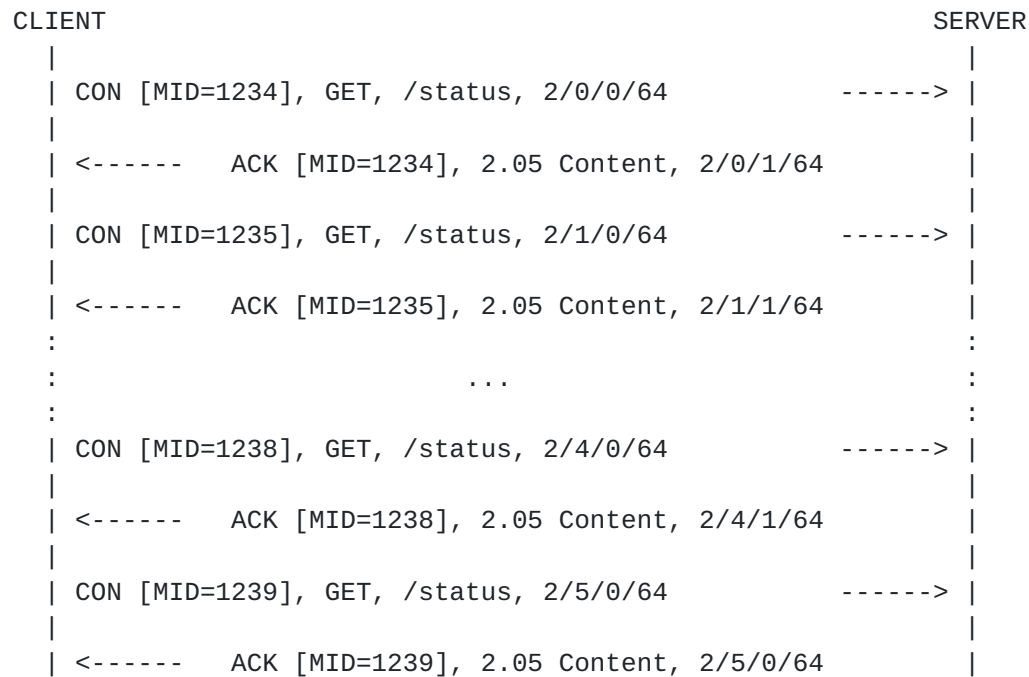 CLIENT                                                     SERVER
  |                                                          |
  | CON [MID=1234], GET, /status, 2/0/0/64           ------> |
  |                                                          |
  | <------   ACK [MID=1234], 2.05 Content, 2/0/1/64         |
  |                                                          |
  | CON [MID=1235], GET, /status, 2/1/0/64           ------> |
  |                                                          |
  | <------   ACK [MID=1235], 2.05 Content, 2/1/1/64         |
  :                                                          :
  :                          ...                             :
  :                                                          :
  | CON [MID=1238], GET, /status, 2/4/0/64           ------> |
  |                                                          |
  | <------   ACK [MID=1238], 2.05 Content, 2/4/1/64         |
  |                                                          |
  | CON [MID=1239], GET, /status, 2/5/0/64           ------> |
  |                                                          |
  | <------   ACK [MID=1239], 2.05 Content, 2/5/0/64         |